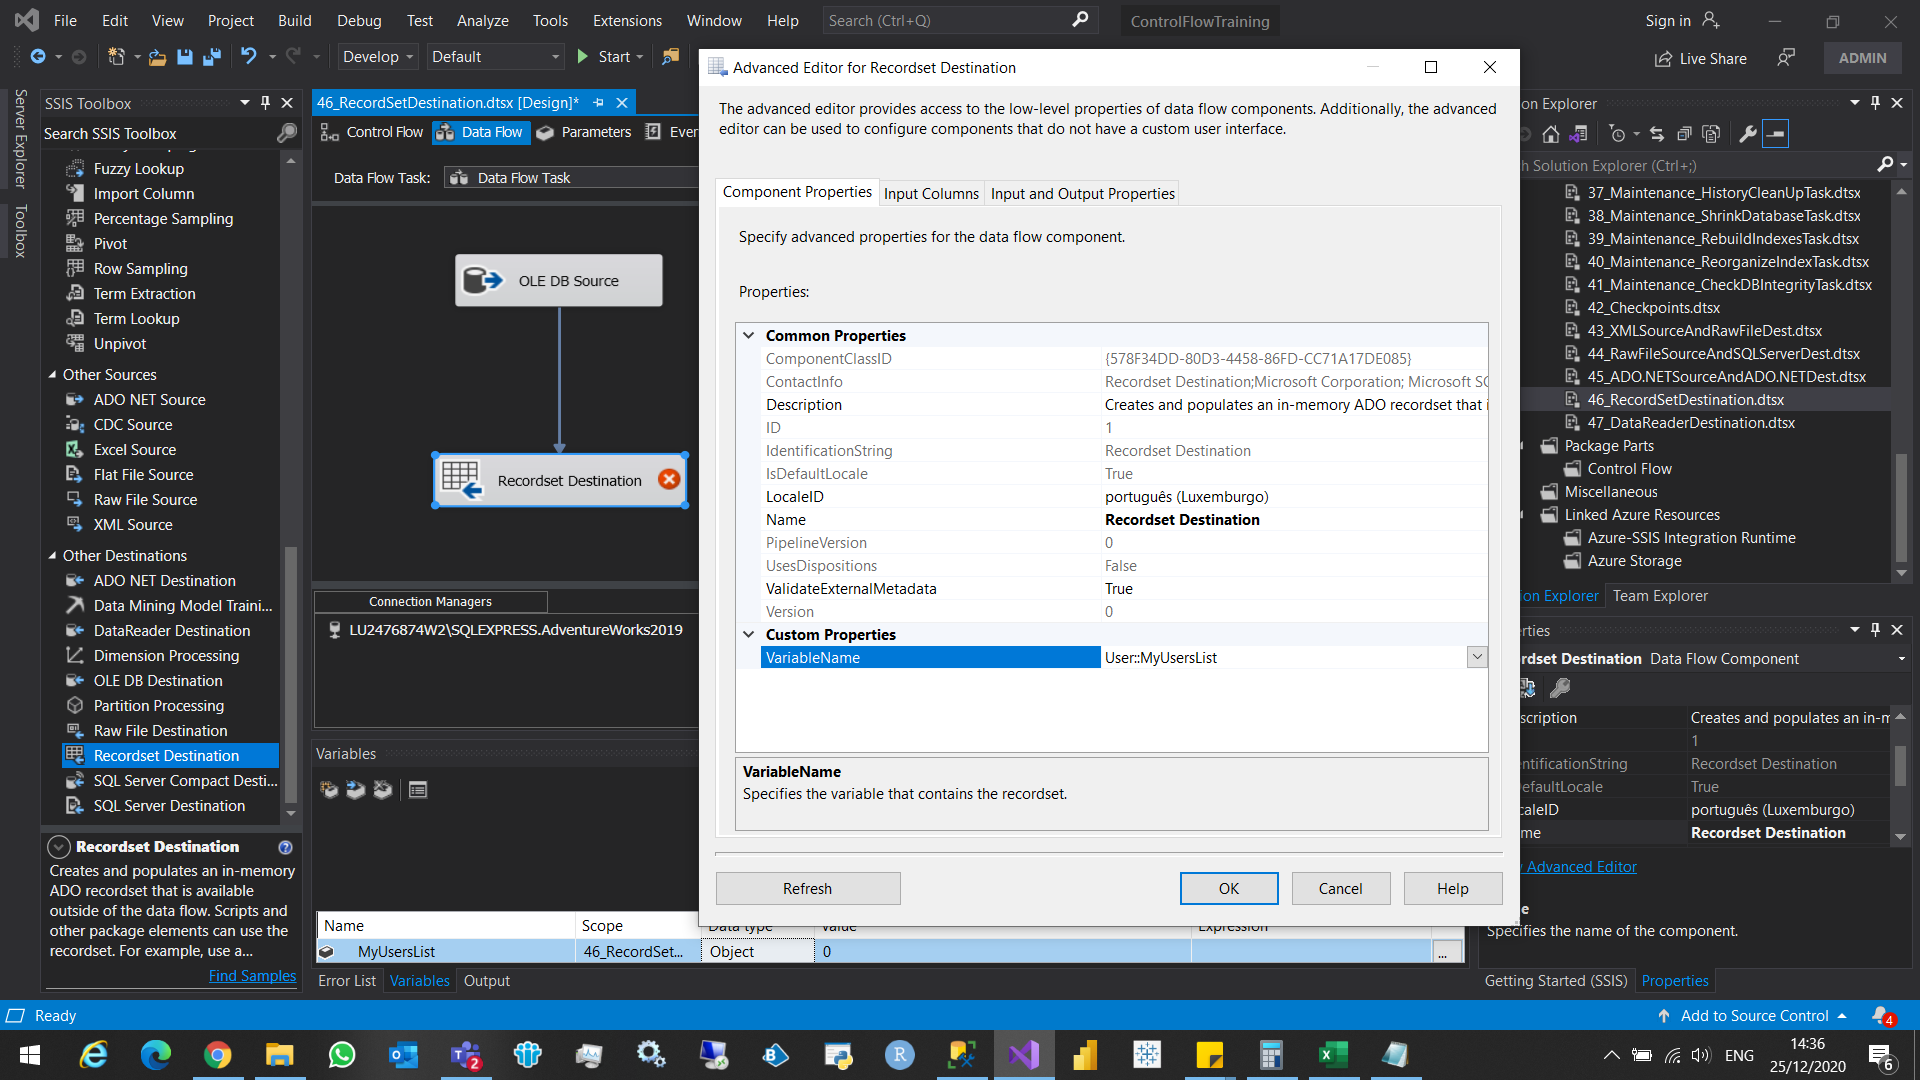 File Edit View Project Build Debug Test Analyze Tools Extensions Window Help Search (Ctrl+Q) ControlFlowTraining Sign in
Develop Default Start Live Share ADMIN
Server Explorer
Toolbox
SSIS Toolbox
Search SSIS Toolbox
Fuzzy Lookup
Import Column
Percentage Sampling
Pivot
Row Sampling
Term Extraction
Term Lookup
Unpivot
Other Sources
ADO NET Source
CDC Source
Excel Source
Flat File Source
Raw File Source
XML Source
Other Destinations
ADO NET Destination
Data Mining Model Traini...
DataReader Destination
Dimension Processing
OLE DB Destination
Partition Processing
Raw File Destination
Recordset Destination
SQL Server Compact Desti...
SQL Server Destination
Recordset Destination
Creates and populates an in-memory
ADO recordset that is available
outside of the data flow. Scripts and
other package elements can use the
recordset. For example, use a...
Find Samples
46_RecordSetDestination.dtsx [Design]*
Control Flow Data Flow Parameters Ever
Data Flow Task: Data Flow Task
OLE DB Source
Recordset Destination
Connection Managers
LU2476874W2\SQLEXPRESS.AdventureWorks2019
Variables
Name Scope Data type Value Expression
MyUsersList 46_RecordSet... Object 0 ...
Error List Variables Output
Advanced Editor for Recordset Destination
The advanced editor provides access to the low-level properties of data flow components. Additionally, the advanced
editor can be used to configure components that do not have a custom user interface.
Component Properties Input Columns Input and Output Properties
Specify advanced properties for the data flow component.
Properties:
Common Properties
ComponentClassID {578F34DD-80D3-4458-86FD-CC71A17DE085}
ContactInfo Recordset Destination;Microsoft Corporation; Microsoft SC
Description Creates and populates an in-memory ADO recordset that i
ID 1
IdentificationString Recordset Destination
IsDefaultLocale True
LocaleID português (Luxemburgo)
Name Recordset Destination
PipelineVersion 0
UsesDispositions False
ValidateExternalMetadata True
Version 0
Custom Properties
VariableName User::MyUsersList
VariableName
Specifies the variable that contains the recordset.
Refresh OK Cancel Help
on Explorer
h Solution Explorer (Ctrl+;)
37_Maintenance_HistoryCleanUpTask.dtsx
38_Maintenance_ShrinkDatabaseTask.dtsx
39_Maintenance_RebuildIndexesTask.dtsx
40_Maintenance_ReorganizeIndexTask.dtsx
41_Maintenance_CheckDBIntegrityTask.dtsx
42_Checkpoints.dtsx
43_XMLSourceAndRawFileDest.dtsx
44_RawFileSourceAndSQLServerDest.dtsx
45_ADO.NETSourceAndADO.NETDest.dtsx
46_RecordSetDestination.dtsx
47_DataReaderDestination.dtsx
Package Parts
Control Flow
Miscellaneous
Linked Azure Resources
Azure-SSIS Integration Runtime
Azure Storage
ion Explorer Team Explorer
rties
rdset Destination Data Flow Component
scription Creates and populates an in-m
1
entificationString Recordset Destination
efaultLocale True
caleID português (Luxemburgo)
me Recordset Destination
Advanced Editor
e
Specifies the name of the component.
Getting Started (SSIS) Properties
Ready Add to Source Control 4
2 ENG 14:36
25/12/2020 6